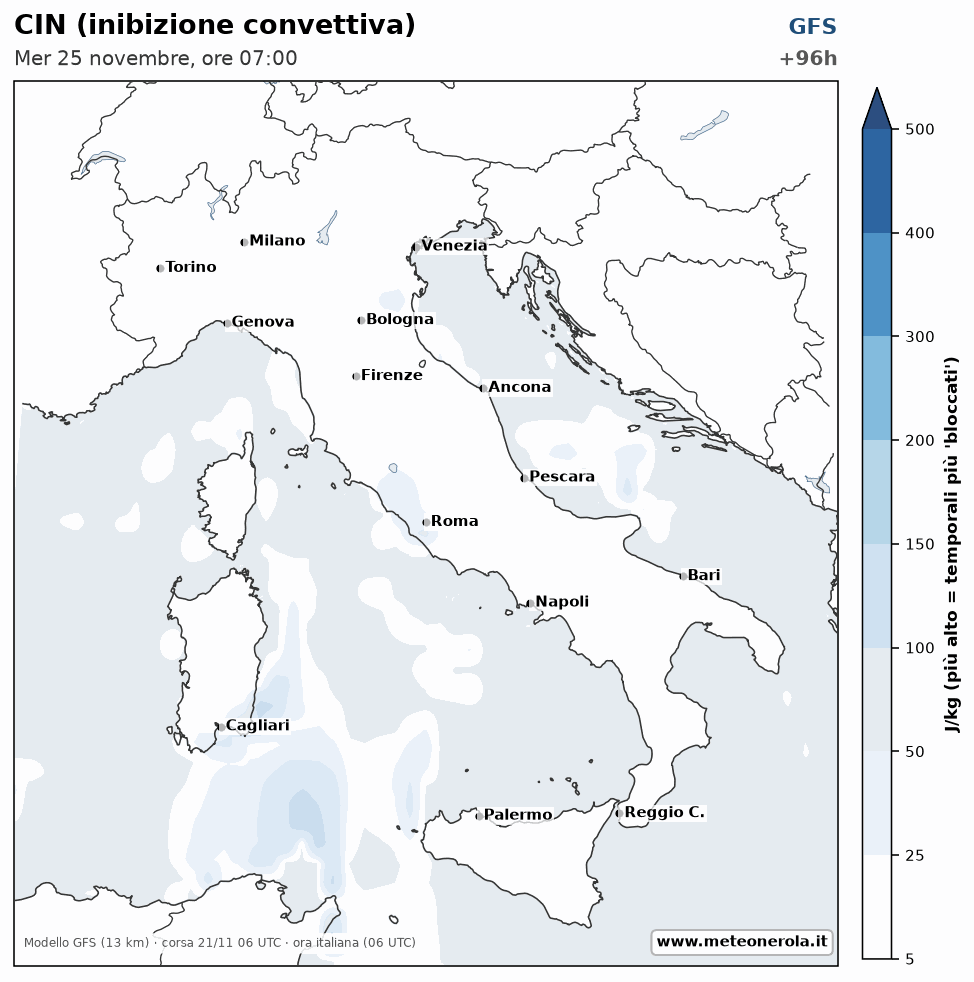 CIN (inibizione convettiva)
GFS
Mer 25 novembre, ore 07:00
+96h
Milano
Venezia
Torino
Genova
Bologna
Firenze
Ancona
Pescara
Roma
Bari
Napoli
Cagliari
Palermo
Reggio C.
500
400
300
200
150
100
50
25
5
J/kg (più alto = temporali più 'bloccati')
Modello GFS (13 km) · corsa 21/11 06 UTC · ora italiana (06 UTC)
www.meteonerola.it